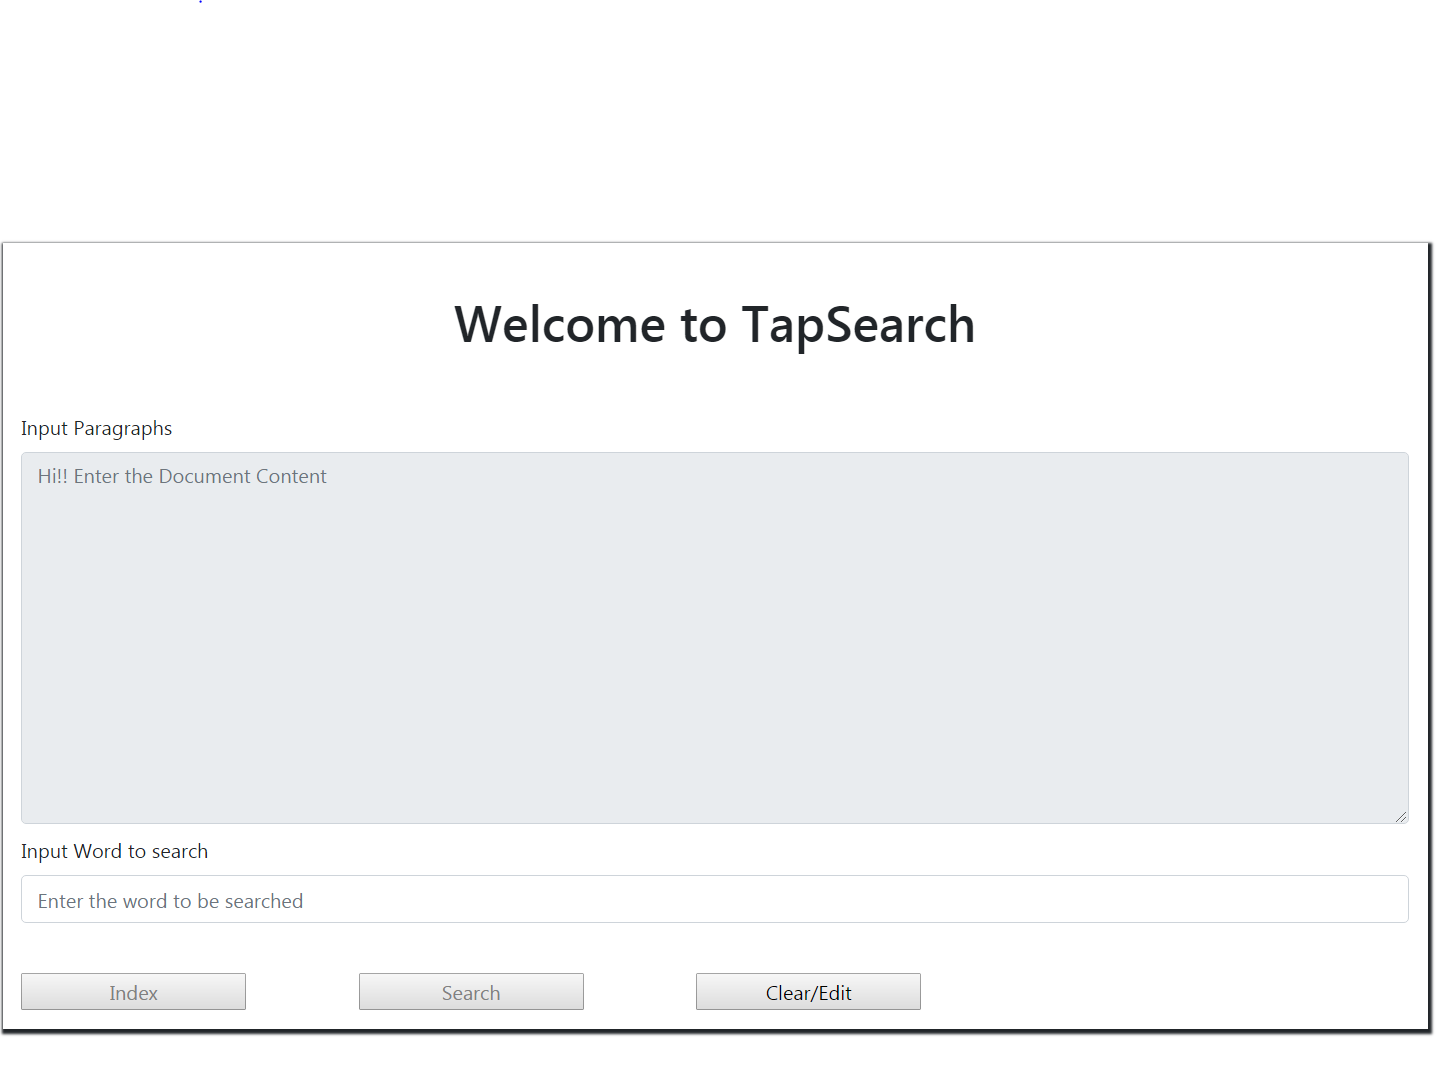 Welcome to TapSearch
Input Paragraphs
Hi!! Enter the Document Content
Input Word to search
Enter the word to be searched
Index Search Clear/Edit